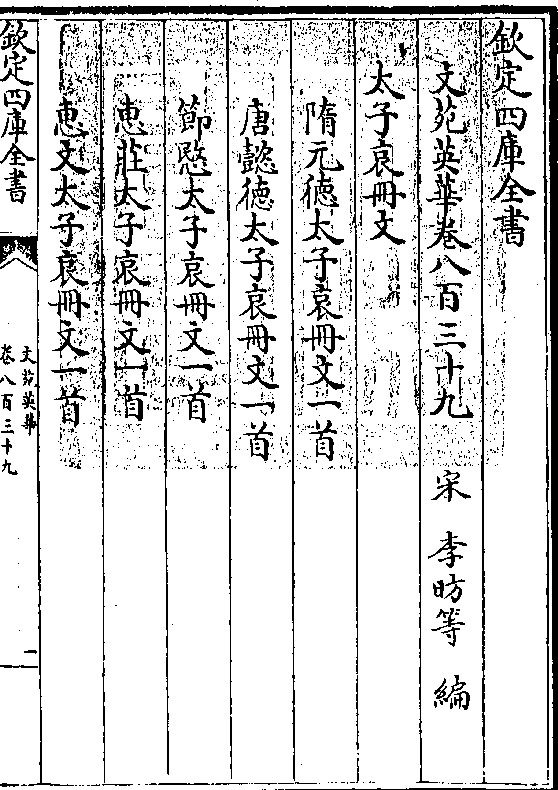 欽定四庫全書
文苑英華卷八百三十九
宋 李昉等 編
太子哀冊文
隋元德太子哀冊文一首
唐懿德太子哀冊文一首
節愍太子哀冊文一首
恵莊太子哀冊文一首
恵文太子哀冊文一首
欽定四庫全書
文苑英華
卷八百三十九
一